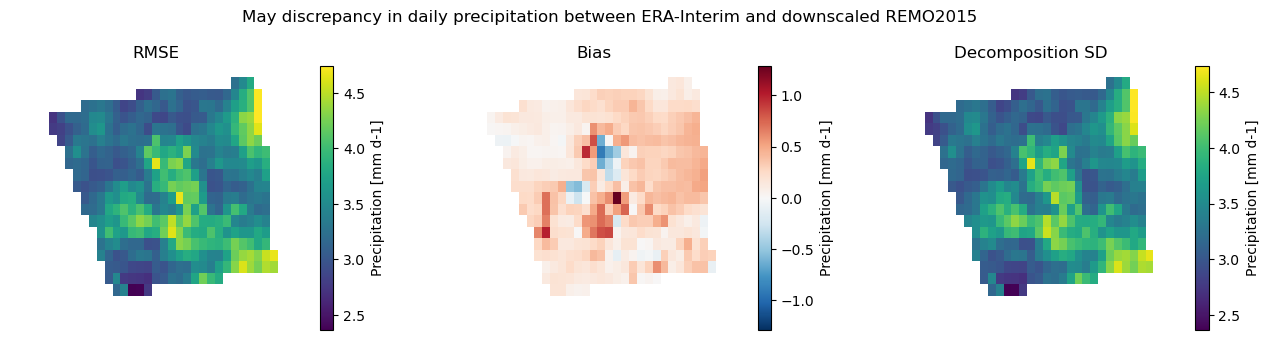 May discrepancy in daily precipitation between ERA-Interim and downscaled REMO2015
RMSE
4.5
4.0
3.5
3.0
2.5
Precipitation [mm d-1]
Bias
1.0
0.5
0.0
−0.5
−1.0
Precipitation [mm d-1]
Decomposition SD
4.5
4.0
3.5
3.0
2.5
Precipitation [mm d-1]